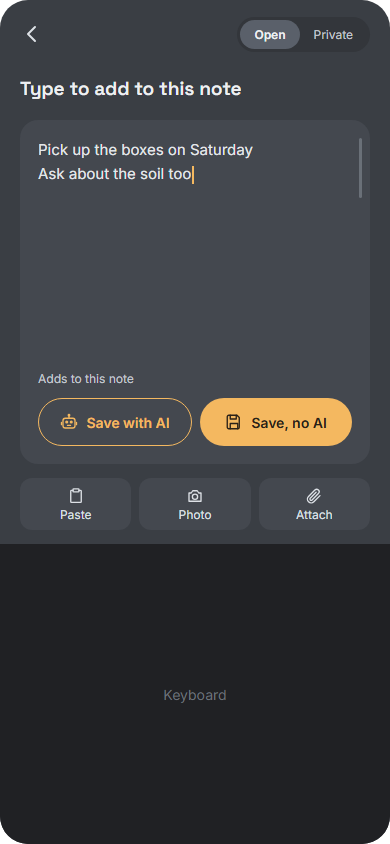 Open
Private
Type to add to this note
Pick up the boxes on Saturday
Ask about the soil too
Adds to this note
Save with AI
Save, no AI
Paste
Photo
Attach
Keyboard